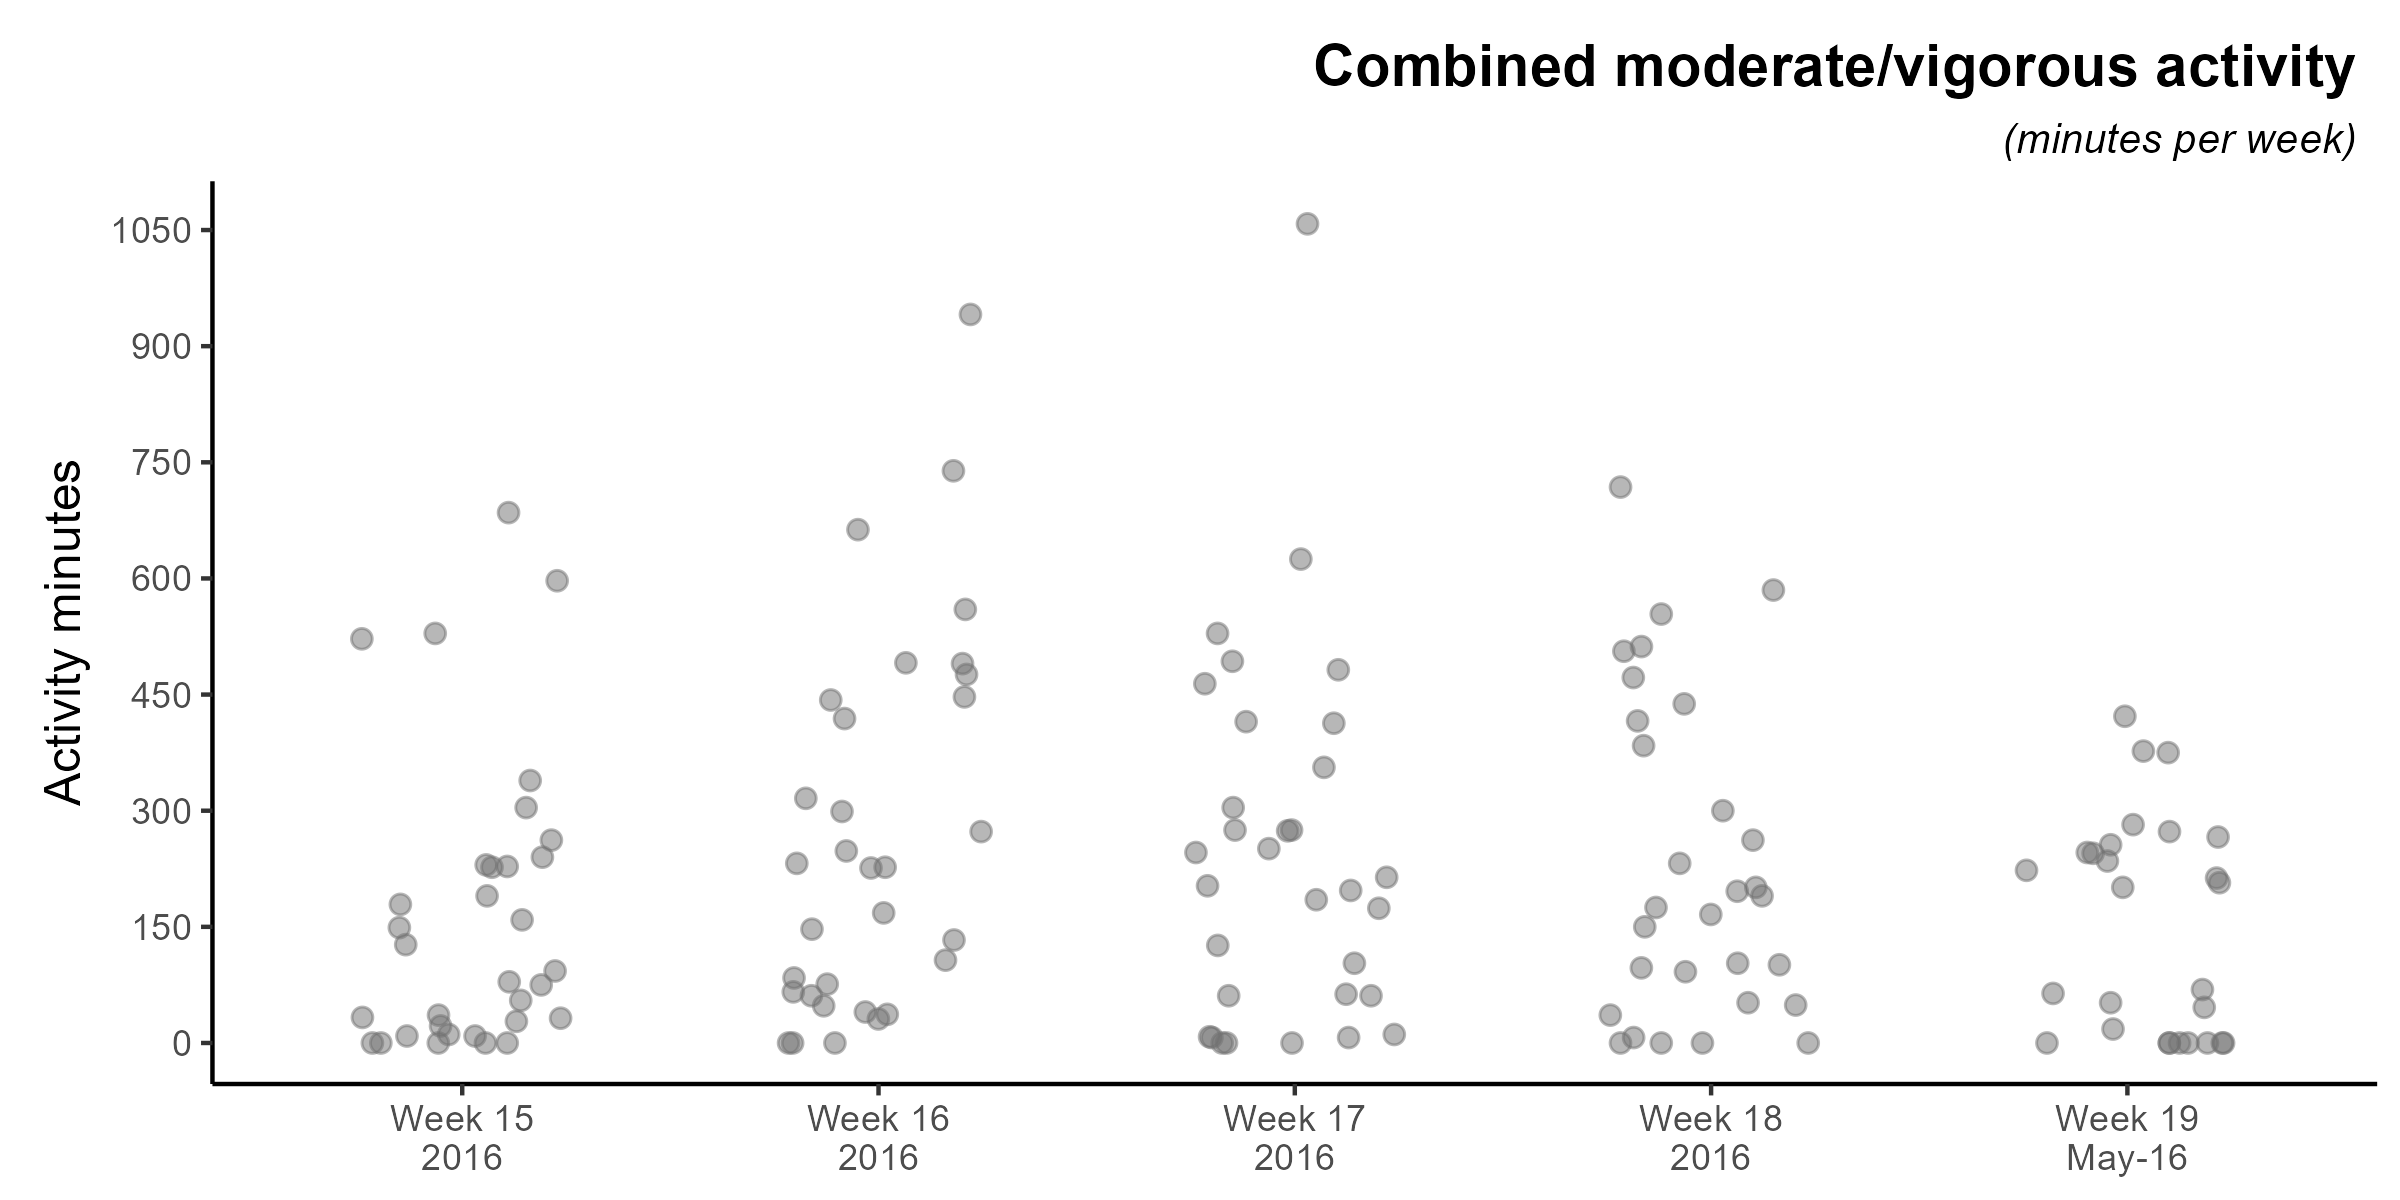 Combined moderate/vigorous activity
(minutes per week)
Activity minutes
1050
900
750
600
450
300
150
0
Week 15
2016
Week 16
2016
Week 17
2016
Week 18
2016
Week 19
May-16